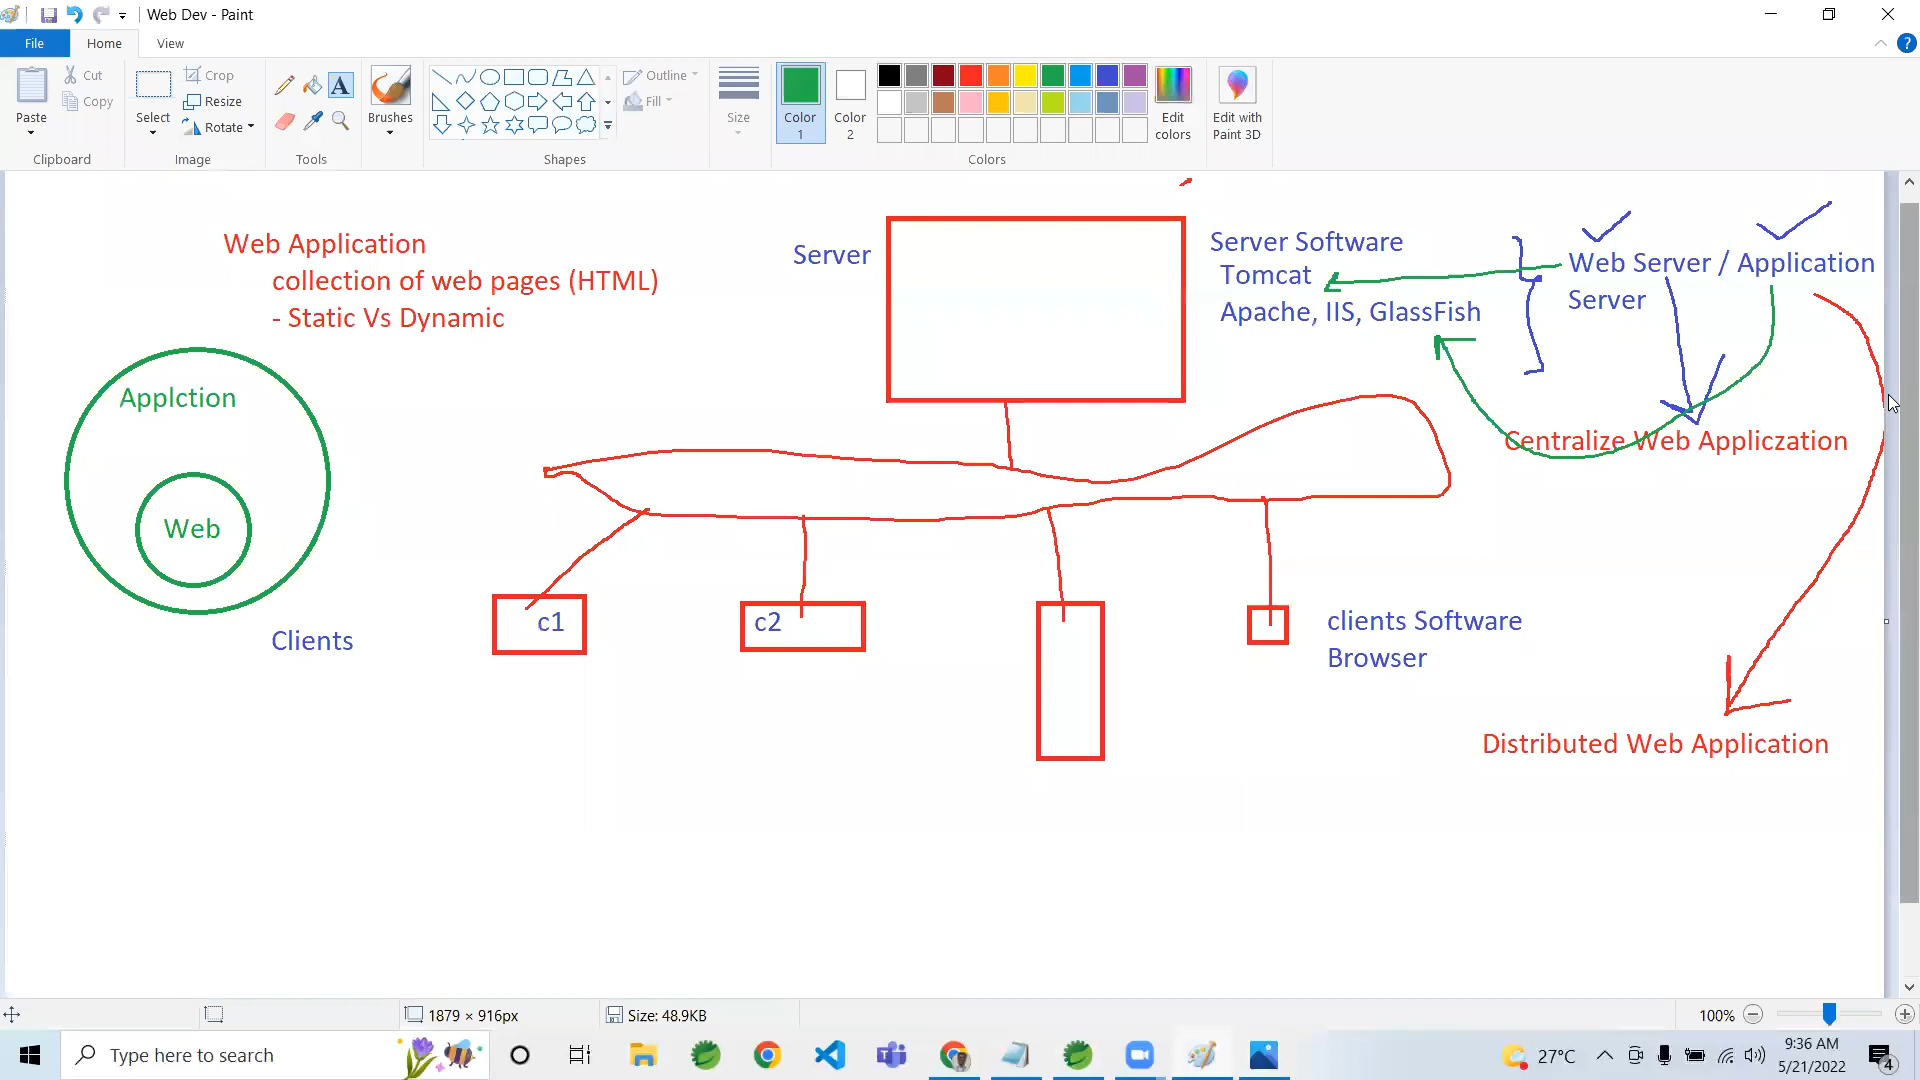 Web Dev - Paint
File
Home
View
Paste
Cut
Copy
Clipboard
Select
Crop
Resize
Rotate
Image
A
Tools
Brushes
Outline
Fill
Shapes
Size
Color
1
Color
2
Colors
Edit
colors
Edit with
Paint 3D
Web Application
collection of web pages (HTML)
- Static Vs Dynamic
Server
Server Software
Tomcat
Apache, IIS, GlassFish
Web Server / Application
Server
Applction
Web
Centralize Web Appliczation
Clients
c1
c2
clients Software
Browser
Distributed Web Application
1879 × 916px
Size: 48.9KB
100%
Type here to search
27°C
9:36 AM
5/21/2022
4